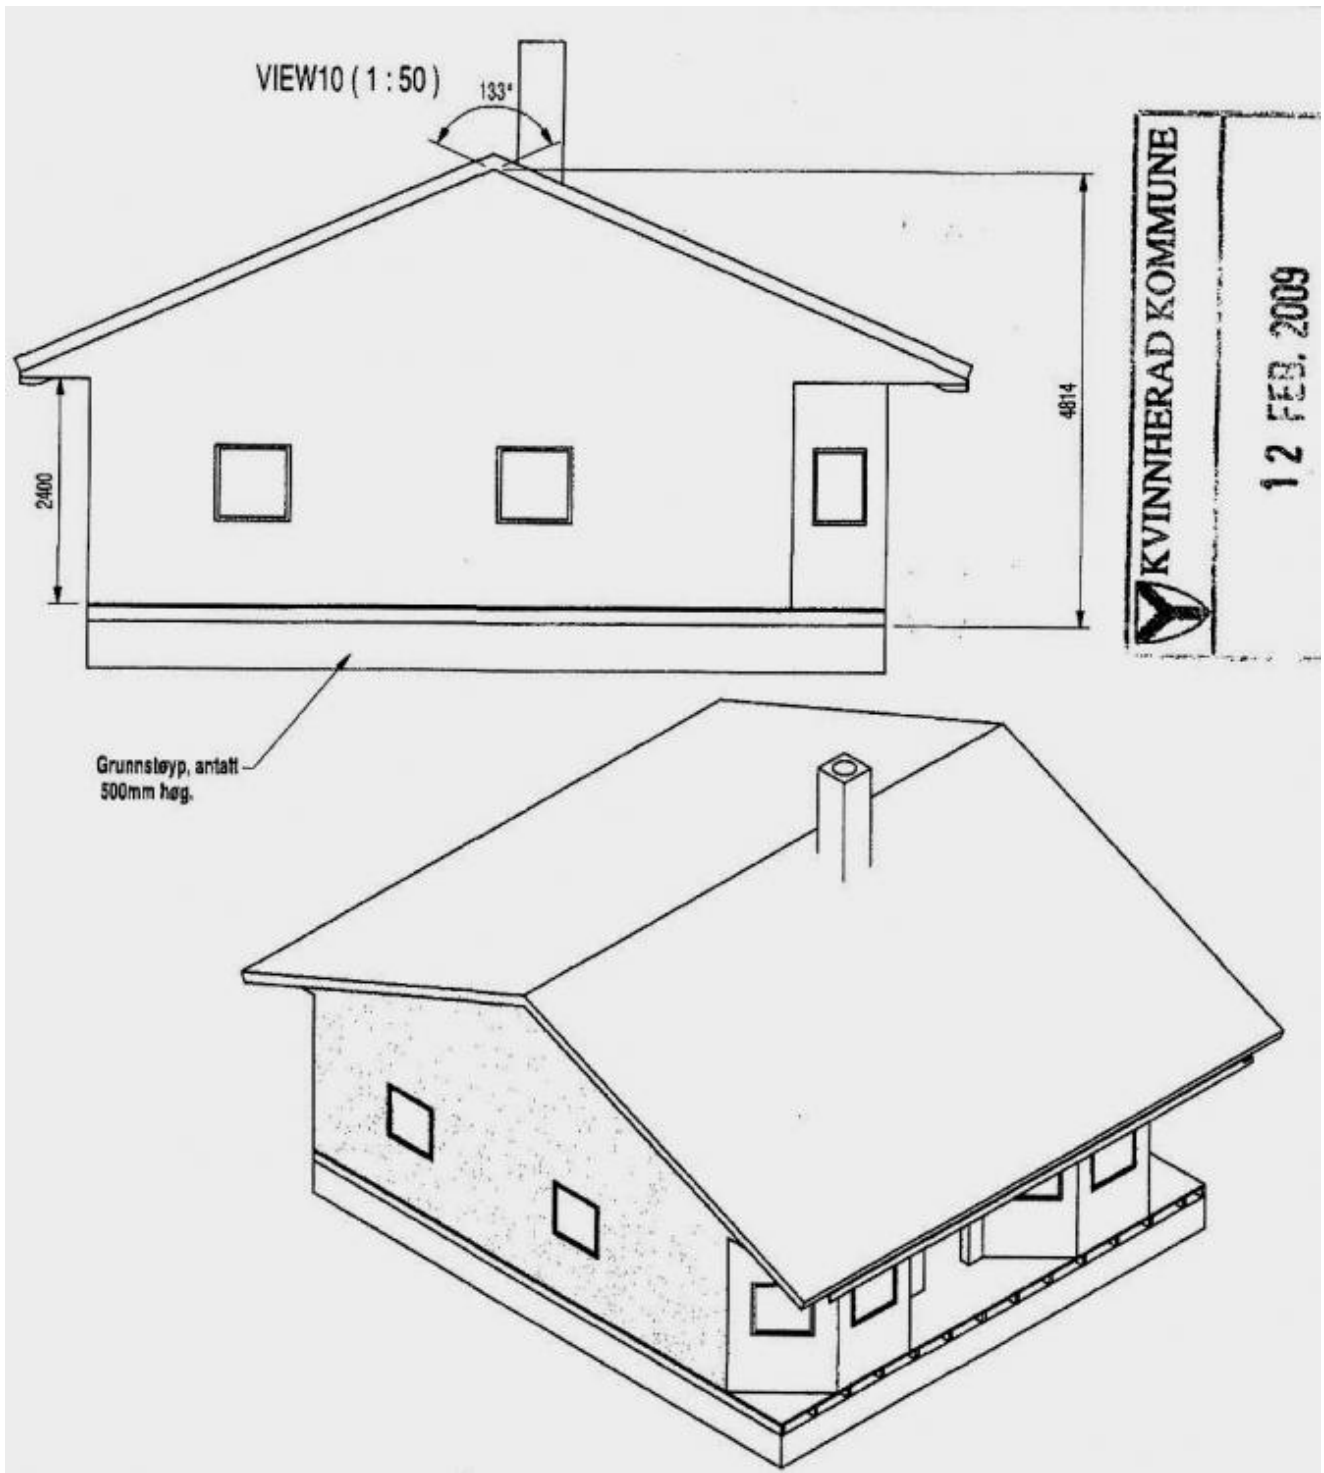 VIEW10 ( 1 : 50 )
133°
4814
2400
Grunnstøyp, antatt
500mm høg.
KVINNHERAD KOMMUNE
12 FEB. 2009